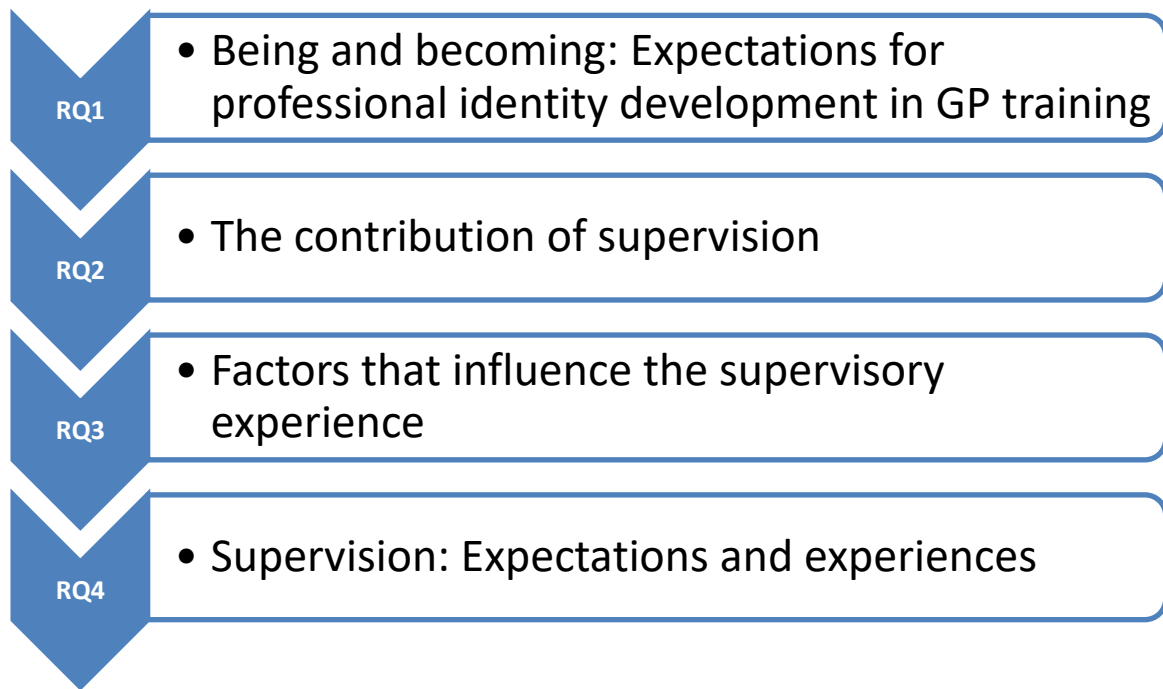 RQ1
• Being and becoming: Expectations for
professional identity development in GP training
RQ2
• The contribution of supervision
RQ3
• Factors that influence the supervisory
experience
RQ4
• Supervision: Expectations and experiences